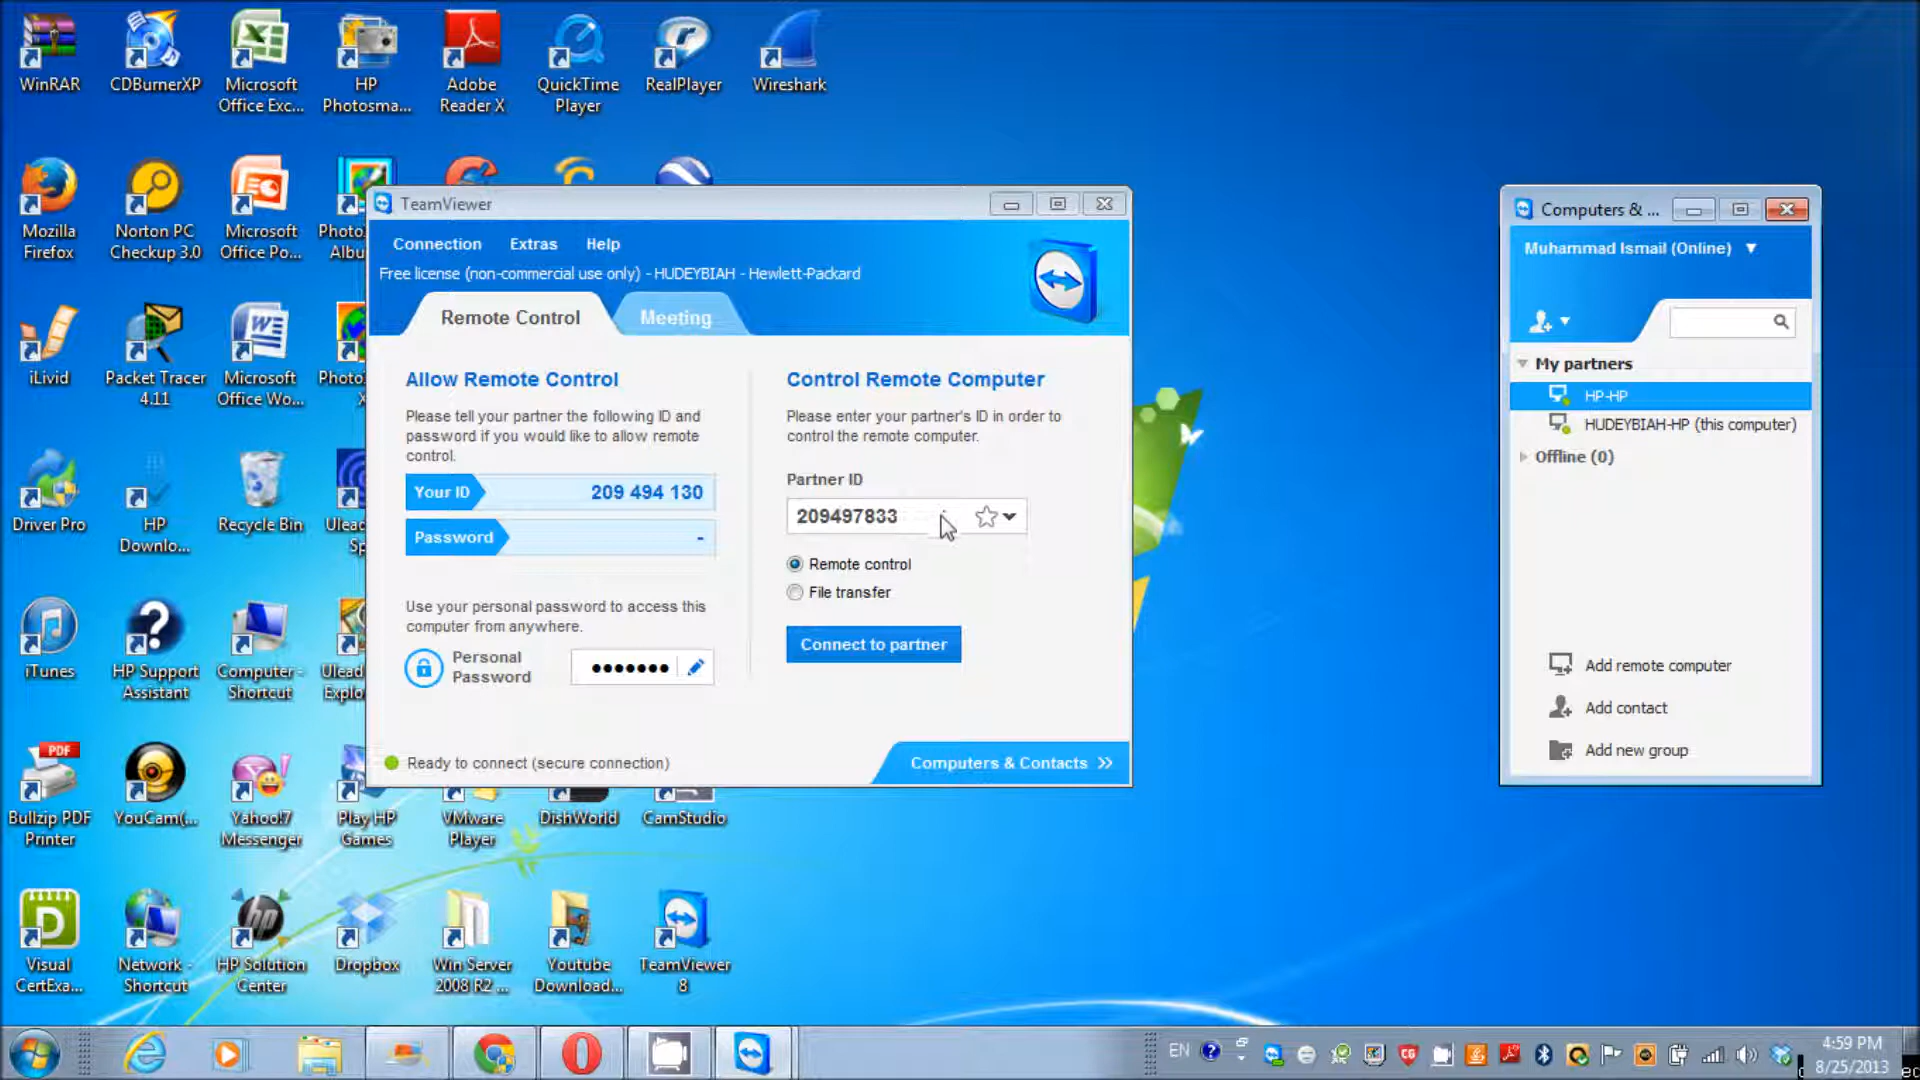 WinRAR
CDBurnerXP
Microsoft
Office Exc...
HP
Photosma...
Adobe
Reader X
QuickTime
Player
RealPlayer
Wireshark
Mozilla
Firefox
Norton PC
Checkup 3.0
Microsoft
Office Po...
iLivid
Packet Tracer
4.11
Microsoft
Office Wo...
Driver Pro
HP
Downlo...
Recycle Bin
iTunes
HP Support
Assistant
Computer -
Shortcut
PDF
Bullzip PDF
Printer
YouCam(...
Yahoo!7
Messenger
Play HP
Games
VMware
Player
DishWorld
CamStudio
Visual
CertExa...
Network -
Shortcut
HP Solution
Center
Dropbox
Win Server
2008 R2 ...
Youtube
Download...
TeamViewer
8
TeamViewer
Connection
Extras
Help
Free license (non-commercial use only) - HUDEYBIAH - Hewlett-Packard
Remote Control
Meeting
Allow Remote Control
Please tell your partner the following ID and
password if you would like to allow remote
control.
Your ID
209 494 130
Password
-
Use your personal password to access this
computer from anywhere.
Personal
Password
Control Remote Computer
Please enter your partner's ID in order to
control the remote computer.
Partner ID
209497833
Remote control
File transfer
Connect to partner
Ready to connect (secure connection)
Computers & Contacts
Computers & ...
Muhammad Ismail (Online)
My partners
HP-HP
HUDEYBIAH-HP (this computer)
Offline (0)
Add remote computer
Add contact
Add new group
EN
4:59 PM
8/25/2013